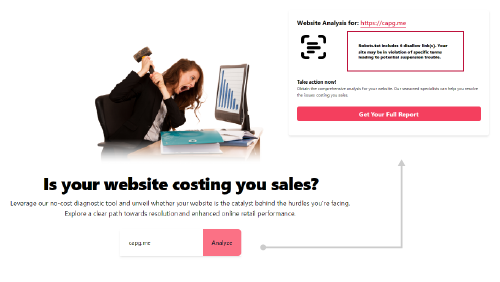 Website Analysis for: https://capg.me
Robots.txt includes 4 disallow link(s). Your
site may be in violation of specific terms
leading to potential suspension trouble.
Take action now!
Obtain the comprehensive analysis for your website. Our seasoned specialists can help you resolve
the issues costing you sales.
Get Your Full Report
Is your website costing you sales?
Leverage our no-cost diagnostic tool and unveil whether your website is the catalyst behind the hurdles you're facing.
Explore a clear path towards resolution and enhanced online retail performance.
capg.me
Analyze